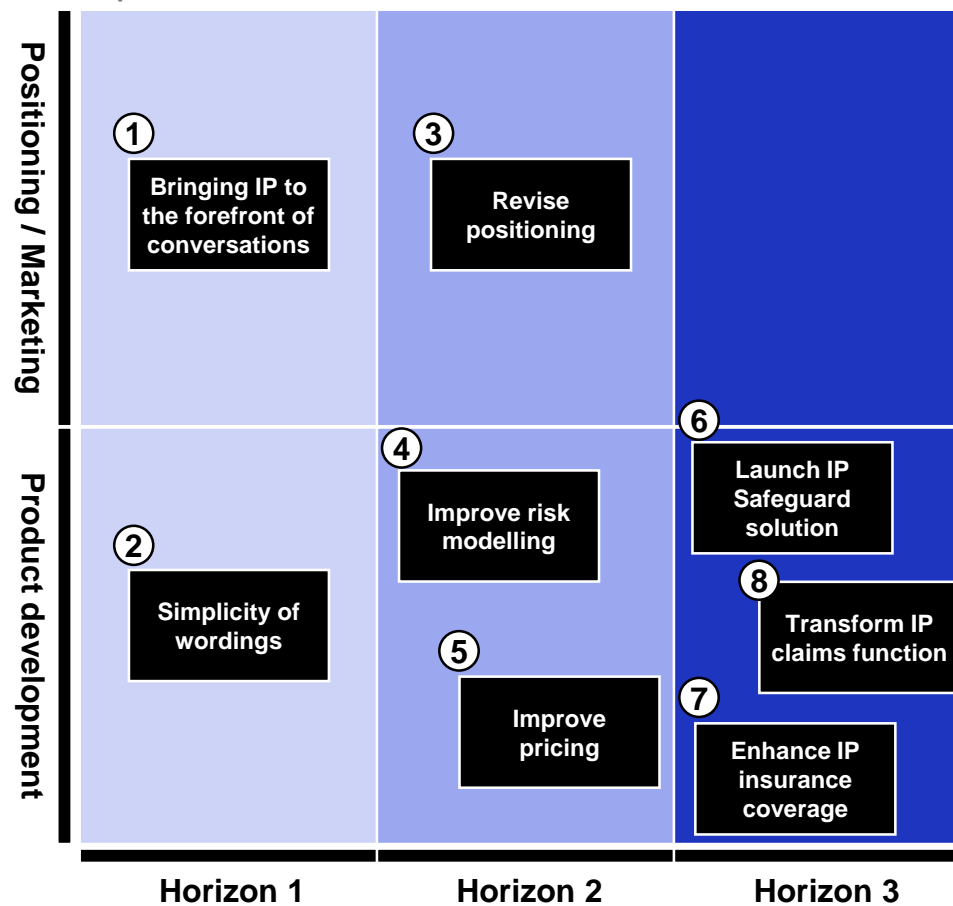 Positioning / Marketing
1
Bringing IP to
the forefront of
conversations
3
Revise
positioning
Product development
2
Simplicity of
wordings
4
Improve risk
modelling
5
Improve
pricing
6
Launch IP
Safeguard
solution
8
Transform IP
claims function
7
Enhance IP
insurance
coverage
Horizon 1
Horizon 2
Horizon 3